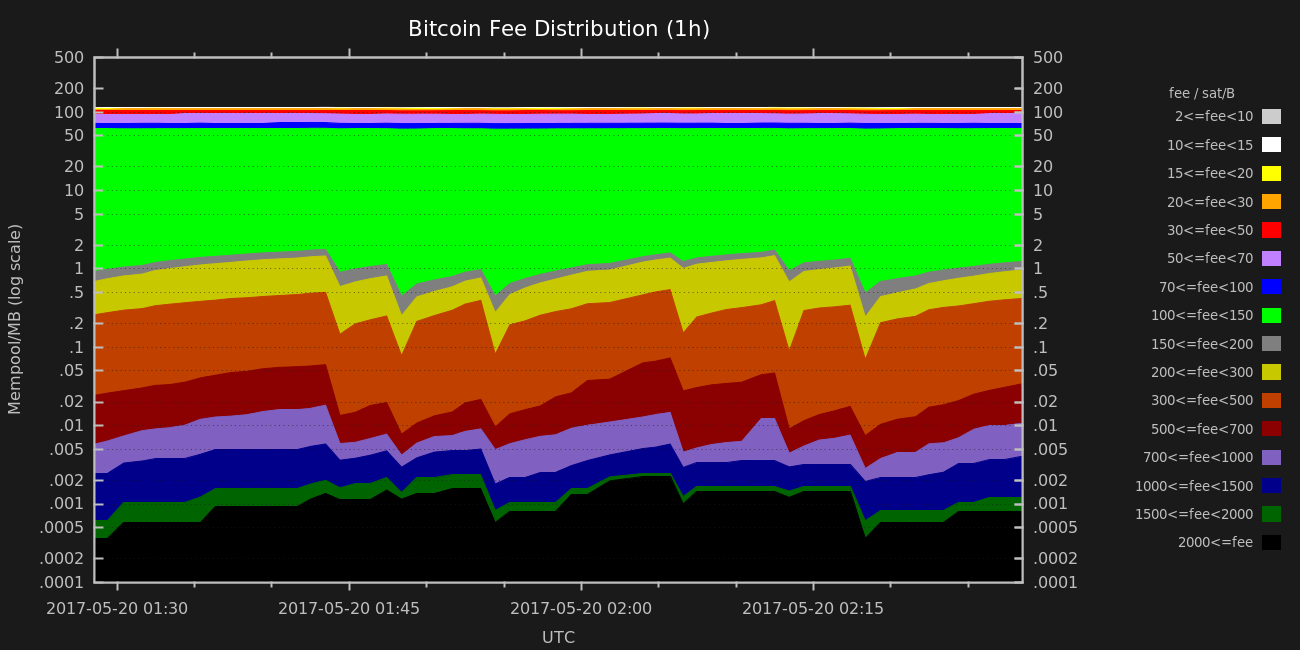 Bitcoin Fee Distribution (1h)
Mempool/MB (log scale)
500
200
100
50
20
10
5
2
1
.5
.2
.1
.05
.02
.01
.005
.002
.001
.0005
.0002
.0001
500
200
100
50
20
10
5
2
1
.5
.2
.1
.05
.02
.01
.005
.002
.001
.0005
.0002
.0001
2017-05-20 01:30 2017-05-20 01:45 2017-05-20 02:00 2017-05-20 02:15
UTC
fee / sat/B
2<=fee<10
10<=fee<15
15<=fee<20
20<=fee<30
30<=fee<50
50<=fee<70
70<=fee<100
100<=fee<150
150<=fee<200
200<=fee<300
300<=fee<500
500<=fee<700
700<=fee<1000
1000<=fee<1500
1500<=fee<2000
2000<=fee